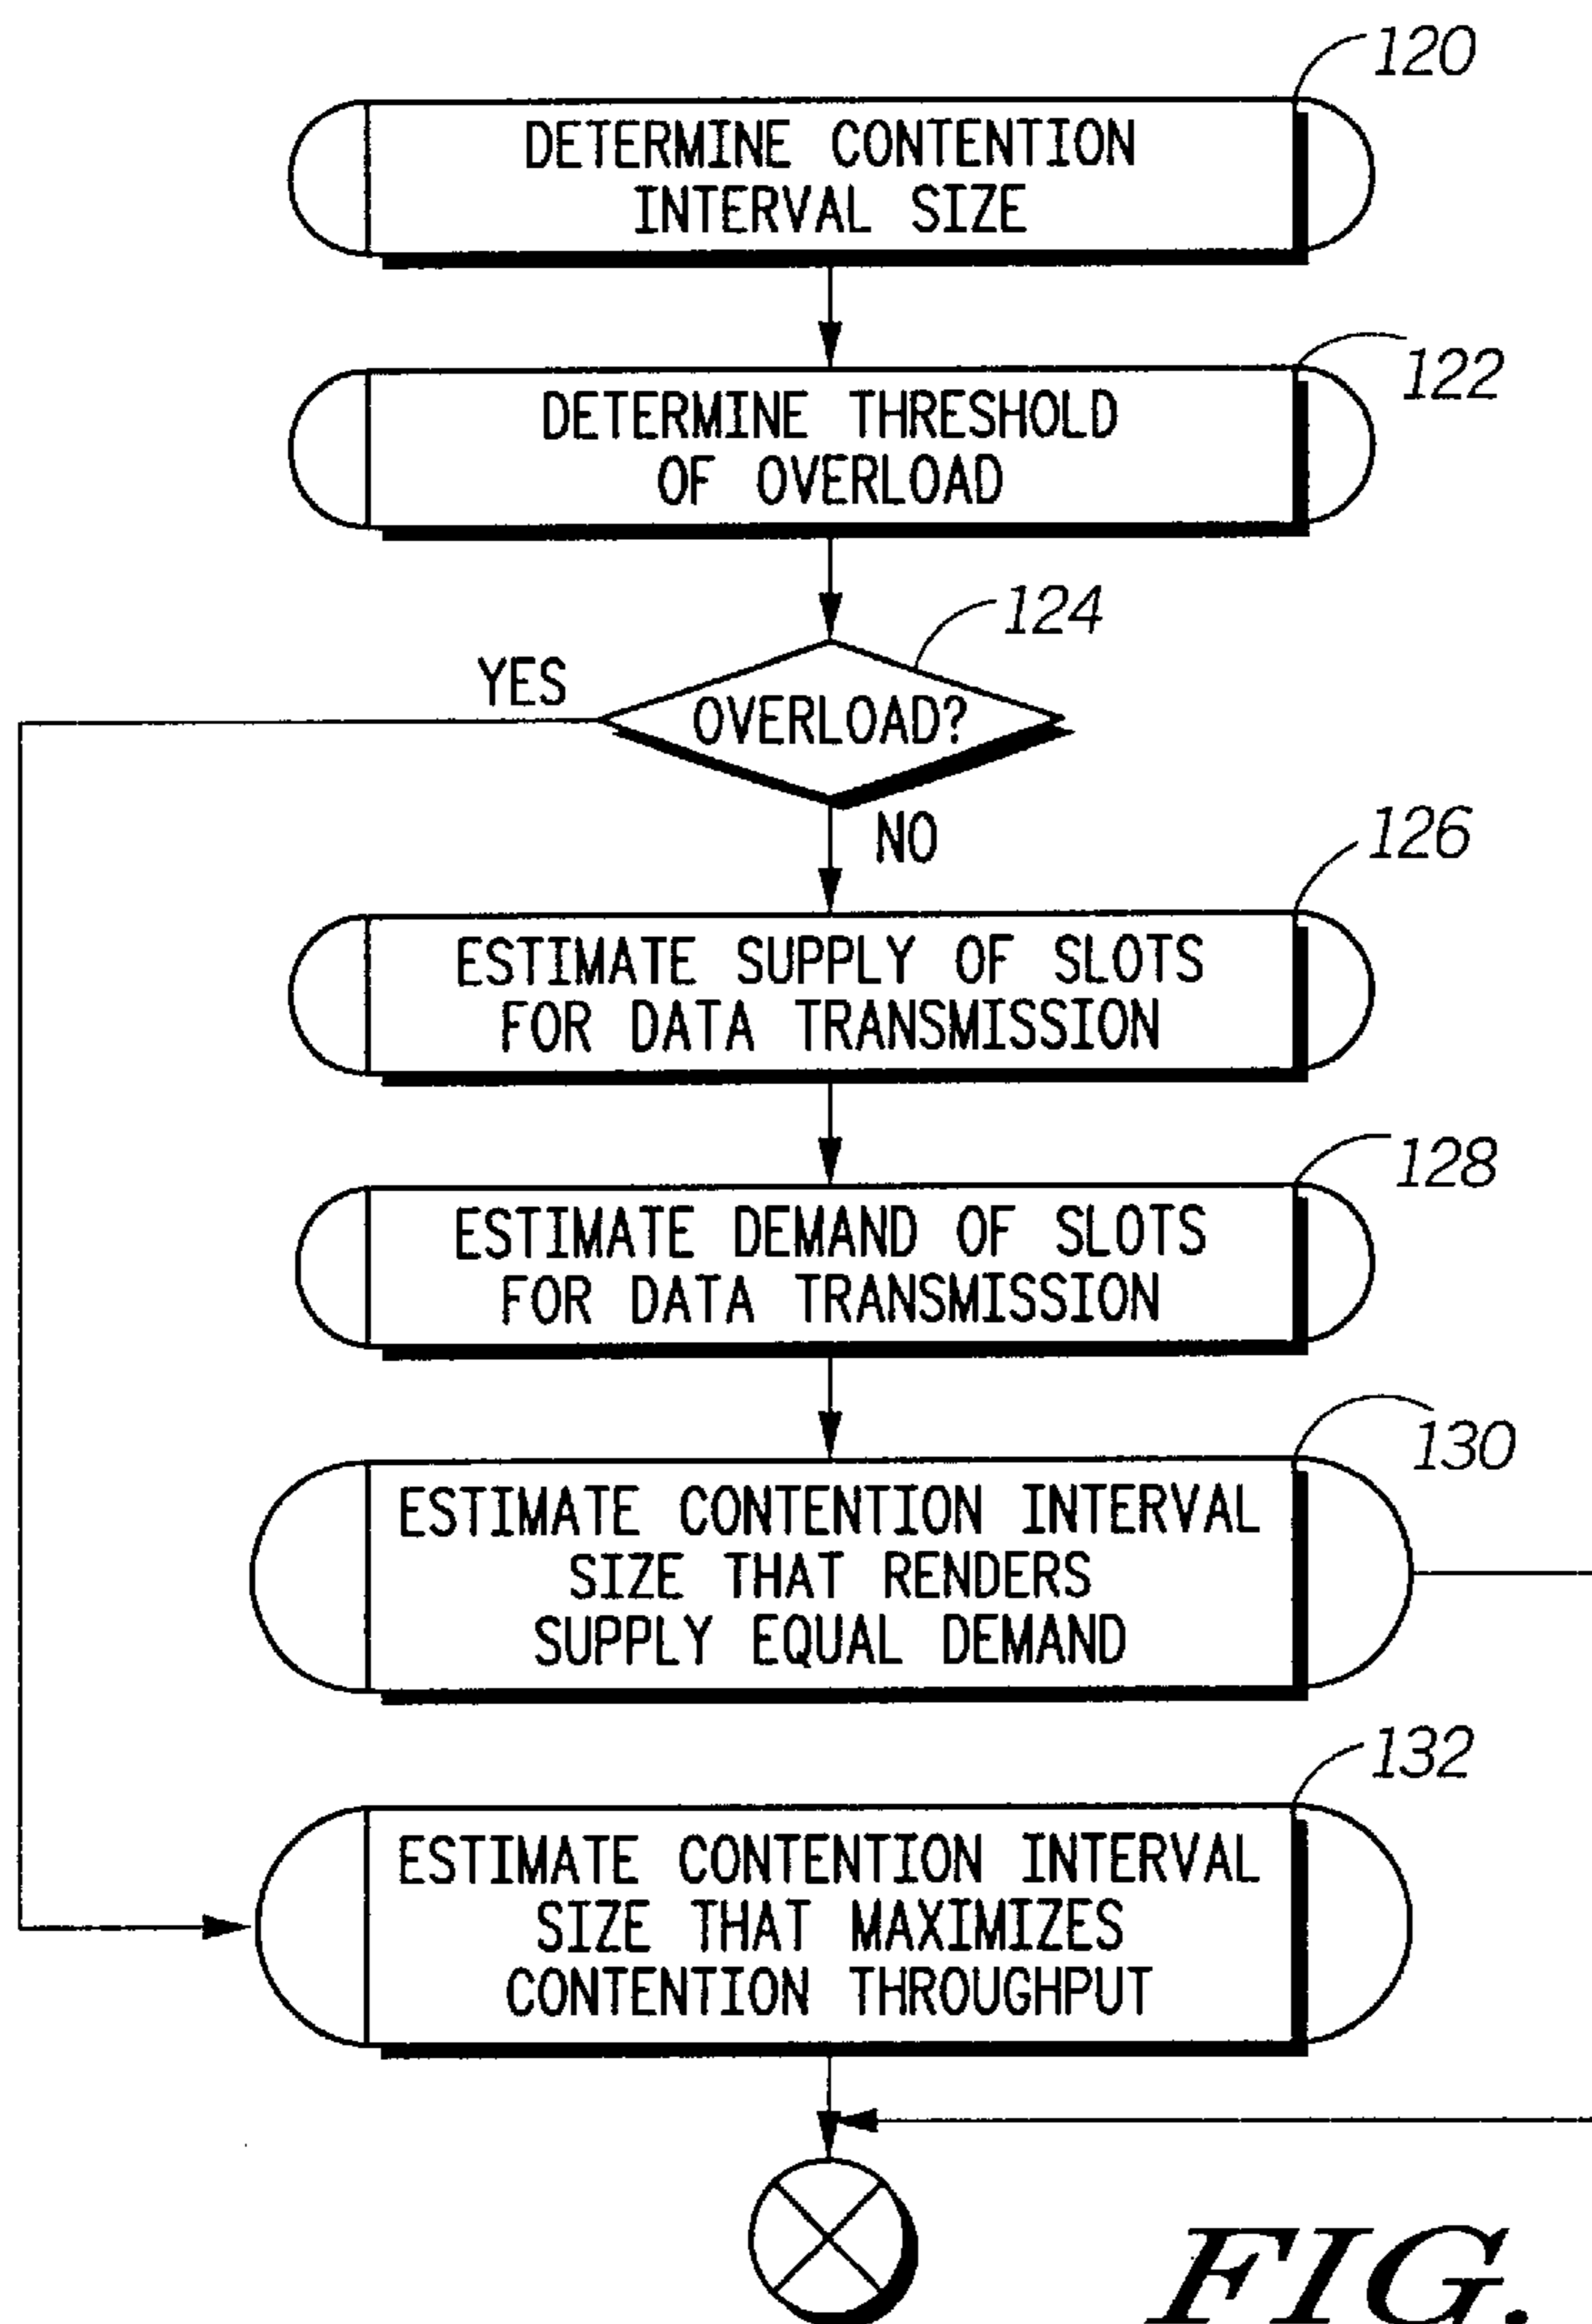 120
DETERMINE CONTENTION
INTERVAL SIZE
122
DETERMINE THRESHOLD
OF OVERLOAD
124
YES
OVERLOAD?
NO
126
ESTIMATE SUPPLY OF SLOTS
FOR DATA TRANSMISSION
128
ESTIMATE DEMAND OF SLOTS
FOR DATA TRANSMISSION
130
ESTIMATE CONTENTION INTERVAL
SIZE THAT RENDERS
SUPPLY EQUAL DEMAND
132
ESTIMATE CONTENTION INTERVAL
SIZE THAT MAXIMIZES
CONTENTION THROUGHPUT
FIG.